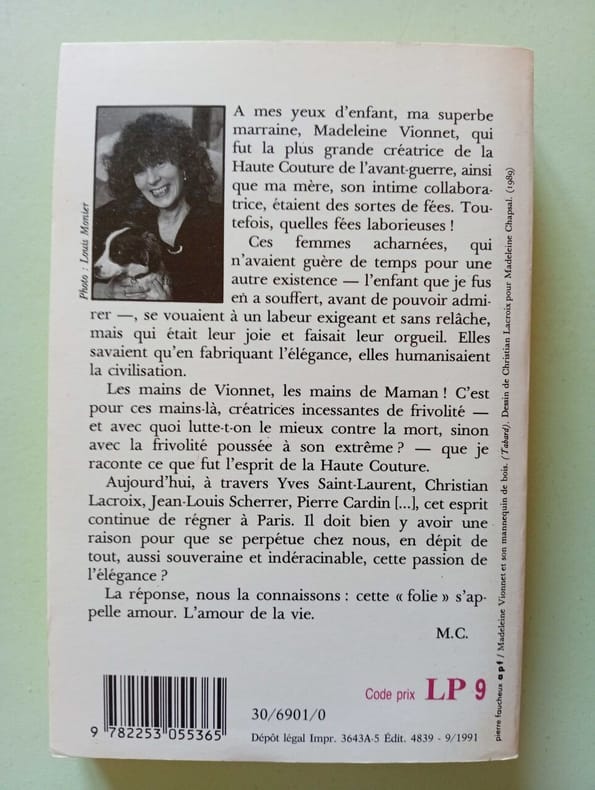 A mes yeux d'enfant, ma superbe
marraine, Madeleine Vionnet, qui
fut la plus grande créatrice de la
Haute Couture de l'avant-guerre, ainsi
que ma mère, son intime collabora-
trice, étaient des sortes de fées. Tou-
tefois, quelles fées laborieuses !
Ces femmes acharnées, qui
n'avaient guère de temps pour une
autre existence — l'enfant que je fus
en a souffert, avant de pouvoir admi-
rer —, se vouaient à un labeur exigeant et sans relâche,
mais qui était leur joie et faisait leur orgueil. Elles
savaient qu'en fabriquant l'élégance, elles humanisaient
la civilisation.
Les mains de Vionnet, les mains de Maman ! C'est
pour ces mains-là, créatrices incessantes de frivolité —
et avec quoi lutte-t-on le mieux contre la mort, sinon
avec la frivolité poussée à son extrême ? — que je
raconte ce que fut l'esprit de la Haute Couture.
Aujourd'hui, à travers Yves Saint-Laurent, Christian
Lacroix, Jean-Louis Scherrer, Pierre Cardin [...], cet esprit
continue de régner à Paris. Il doit bien y avoir une
raison pour que se perpétue chez nous, en dépit de
tout, aussi souveraine et indéracinable, cette passion de
l'élégance ?
La réponse, nous la connaissons : cette « folie » s'ap-
pelle amour. L'amour de la vie.
M.C.
Photo : Louis Monier
pierre faucheux apf / Madeleine Vionnet et son mannequin de bois. (Tabard). Dessin de Christian Lacroix pour Madeleine Chapsal. (1989)
Code prix LP 9
9 782253 055365
30/6901/0
Dépôt légal Impr. 3643A-5 Édit. 4839 - 9/1991